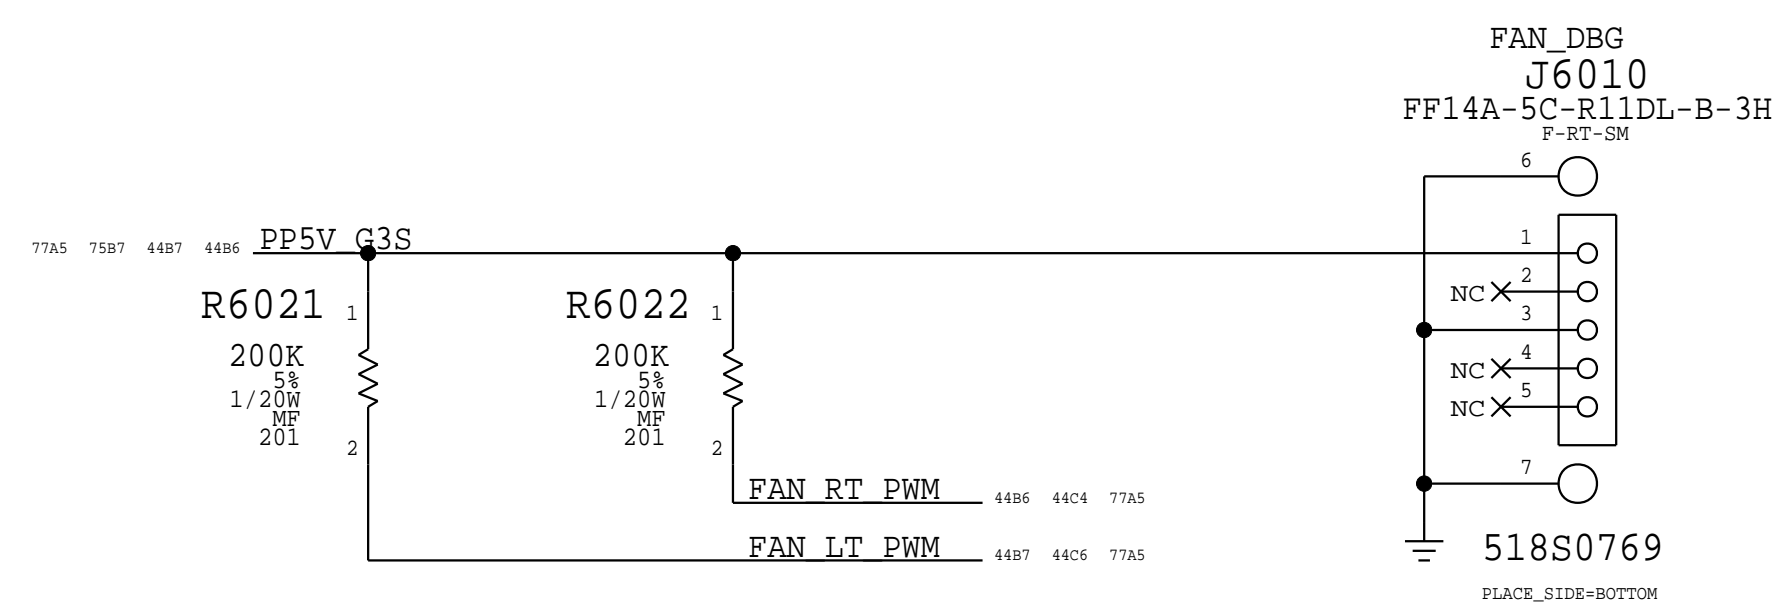 FAN_DBG
J6010
FF14A-5C-R11DL-B-3H
F-RT-SM
6
77A5 75B7 44B7 44B6 PP5V_G3S
1
R6021 1
200K
5%
1/20W
MF
201
2
R6022 1
200K
5%
1/20W
MF
201
2
NC 2
3
NC 4
NC 5
7
FAN_RT_PWM 44B6 44C4 77A5
FAN_LT_PWM 44B7 44C6 77A5
518S0769
PLACE_SIDE=BOTTOM